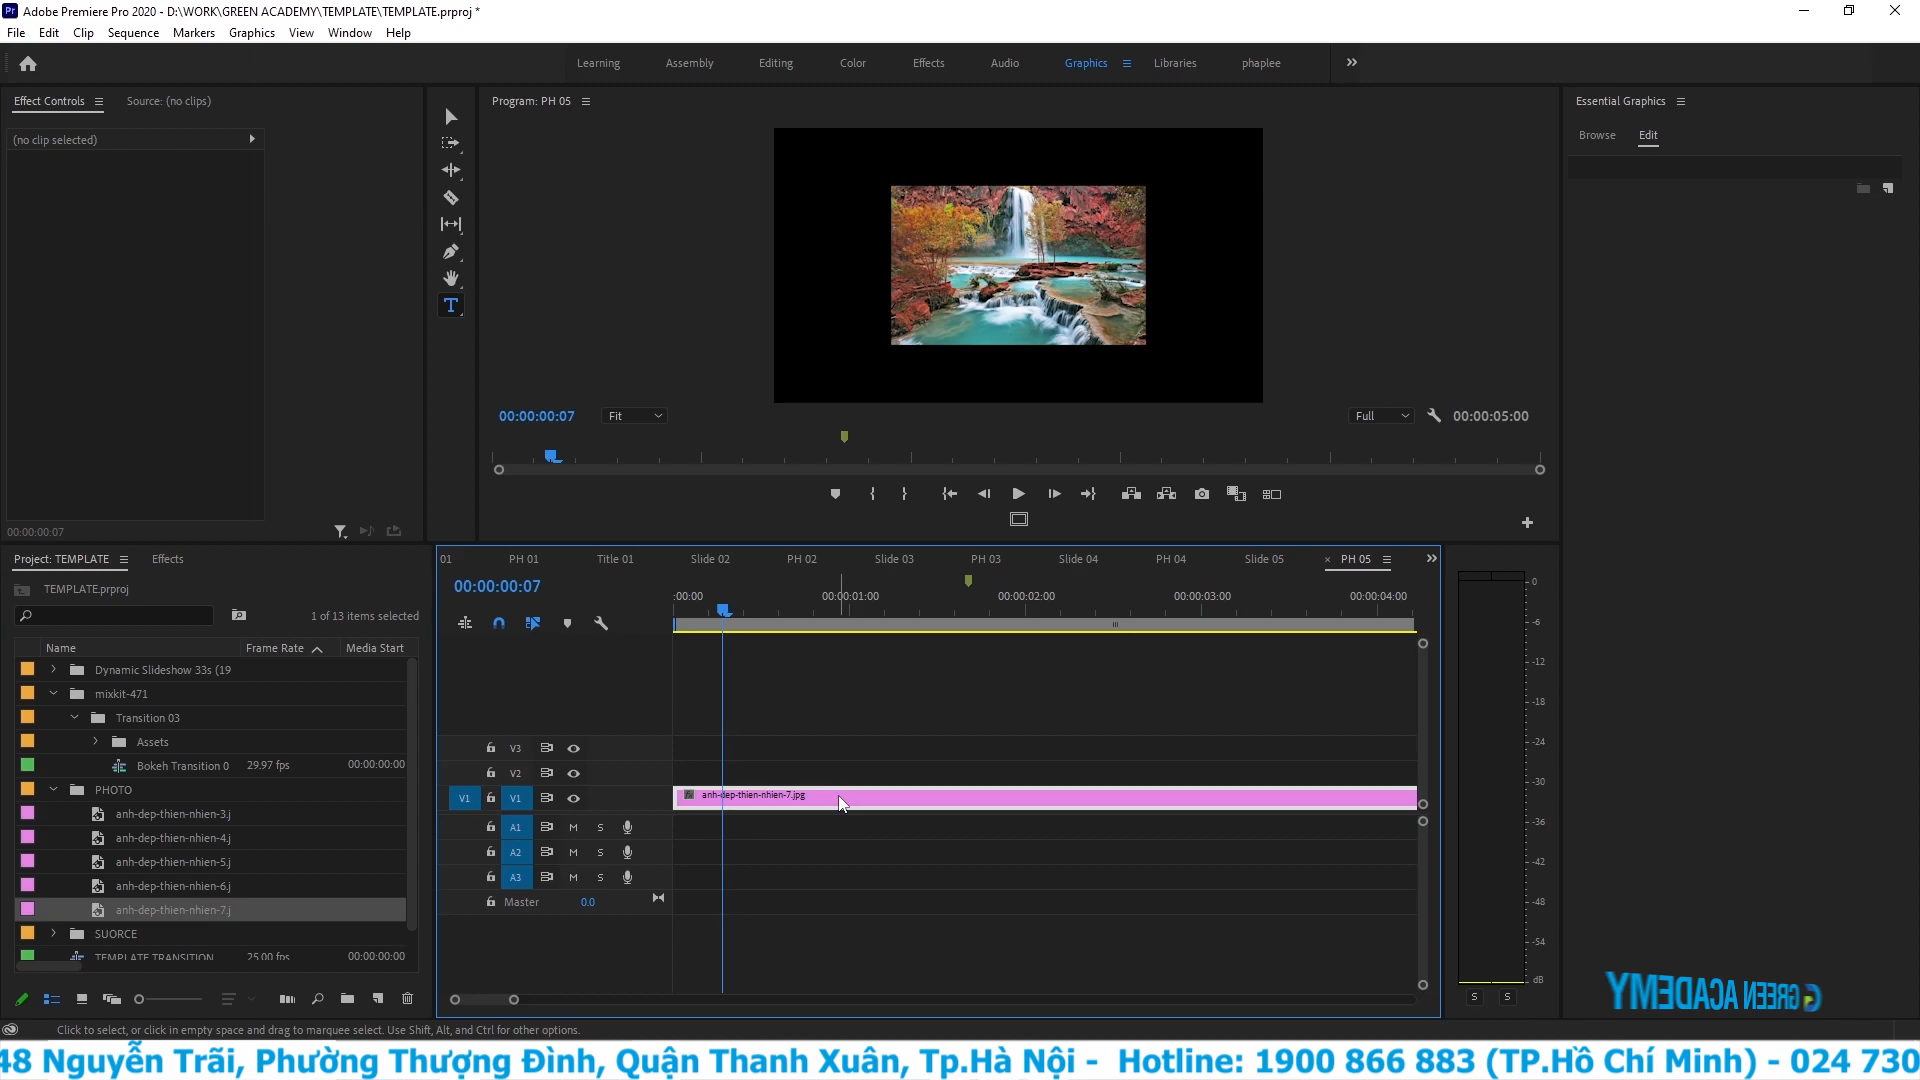 Adobe Premiere Pro 2020 - D:\WORK\GREEN ACADEMY\TEMPLATE\TEMPLATE.prproj *
File Edit Clip Sequence Markers Graphics View Window Help
Learning Assembly Editing Color Effects Audio Graphics Libraries phaplee
Effect Controls Source: (no clips)
(no clip selected)
00:00:00:07
Program: PH 05
00:00:00:07 Fit Full 00:00:05:00
Essential Graphics
Browse Edit
Project: TEMPLATE Effects
TEMPLATE.prproj
1 of 13 items selected
Name Frame Rate Media Start
Dynamic Slideshow 33s (19
mixkit-471
Transition 03
Assets
Bokeh Transition 0 29.97 fps 00:00:00:00
PHOTO
anh-dep-thien-nhien-3.j
anh-dep-thien-nhien-4.j
anh-dep-thien-nhien-5.j
anh-dep-thien-nhien-6.j
anh-dep-thien-nhien-7.j
SUORCE
TEMPLATE TRANSITION 25.00 fps 00:00:00:00
01 PH 01 Title 01 Slide 02 PH 02 Slide 03 PH 03 Slide 04 PH 04 Slide 05 × PH 05
00:00:00:07
:00:00 00:00:01:00 00:00:02:00 00:00:03:00 00:00:04:00
V3
V2
V1 V1 fx anh-dep-thien-nhien-7.jpg
A1 M S
A2 M S
A3 M S
Master 0.0
0
-6
-12
-18
-24
-30
-36
-42
-48
-54
dB
S S
GREEN ACADEMY
Click to select, or click in empty space and drag to marquee select. Use Shift, Alt, and Ctrl for other options.
48 Nguyễn Trãi, Phường Thượng Đình, Quận Thanh Xuân, Tp.Hà Nội - Hotline: 1900 866 883 (TP.Hồ Chí Minh) - 024 730